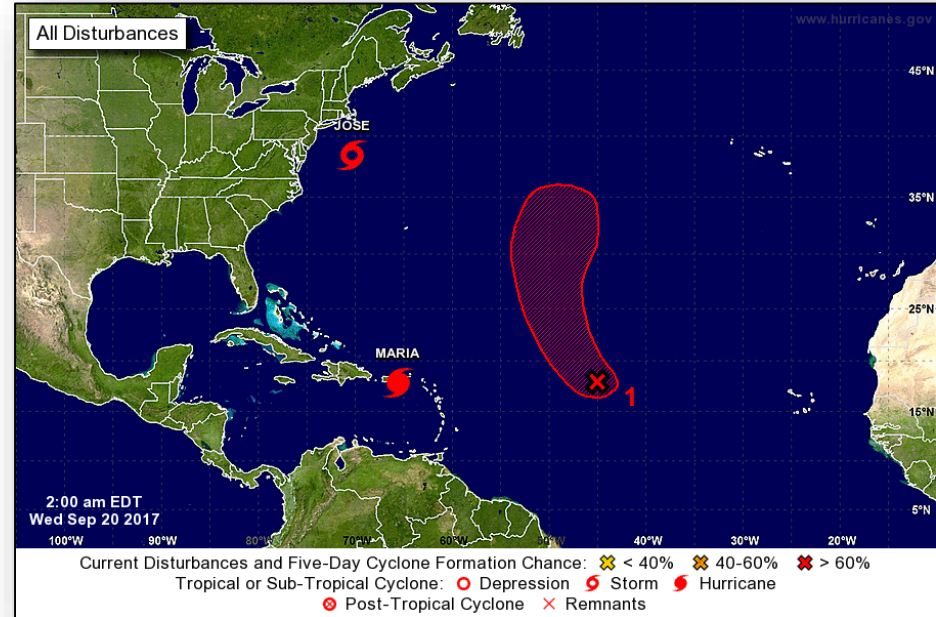 www.hurricanes.gov
All Disturbances
45°N
JOSE
35°N
25°N
MARIA
1
15°N
2:00 am EDT
Wed Sep 20 2017
5°N
100°W 90°W 80°W 70°W 60°W 50°W 40°W 30°W 20°W
Current Disturbances and Five-Day Cyclone Formation Chance: < 40% 40-60% > 60%
Tropical or Sub-Tropical Cyclone: Depression Storm Hurricane
Post-Tropical Cyclone Remnants